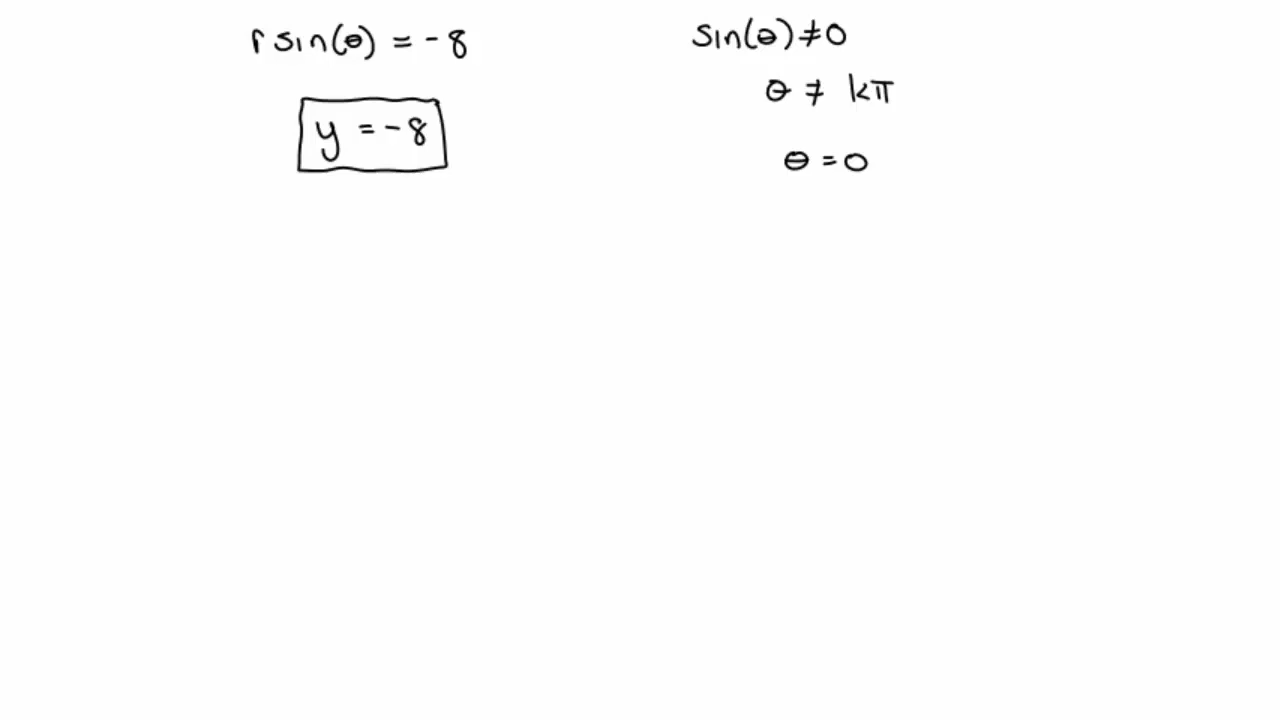 r sin(θ) = -8
y = -8
sin(θ) ≠ 0
θ ≠ kπ
θ = 0